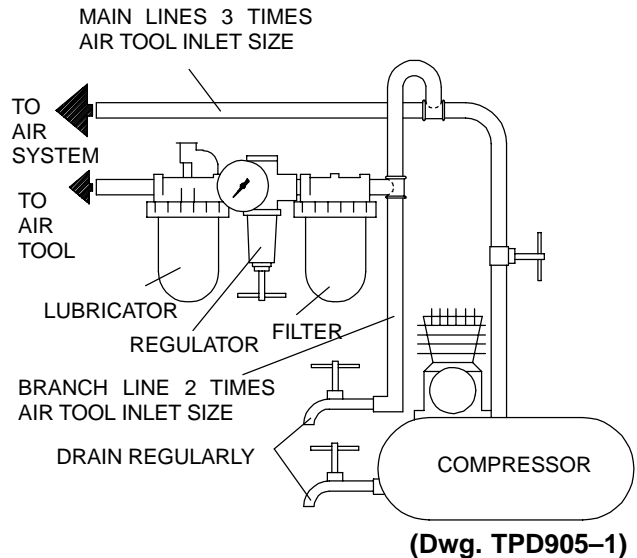 MAIN LINES 3 TIMES
AIR TOOL INLET SIZE
TO
AIR
SYSTEM
TO
AIR
TOOL
LUBRICATOR
REGULATOR
FILTER
BRANCH LINE 2 TIMES
AIR TOOL INLET SIZE
DRAIN REGULARLY
COMPRESSOR
(Dwg. TPD905–1)